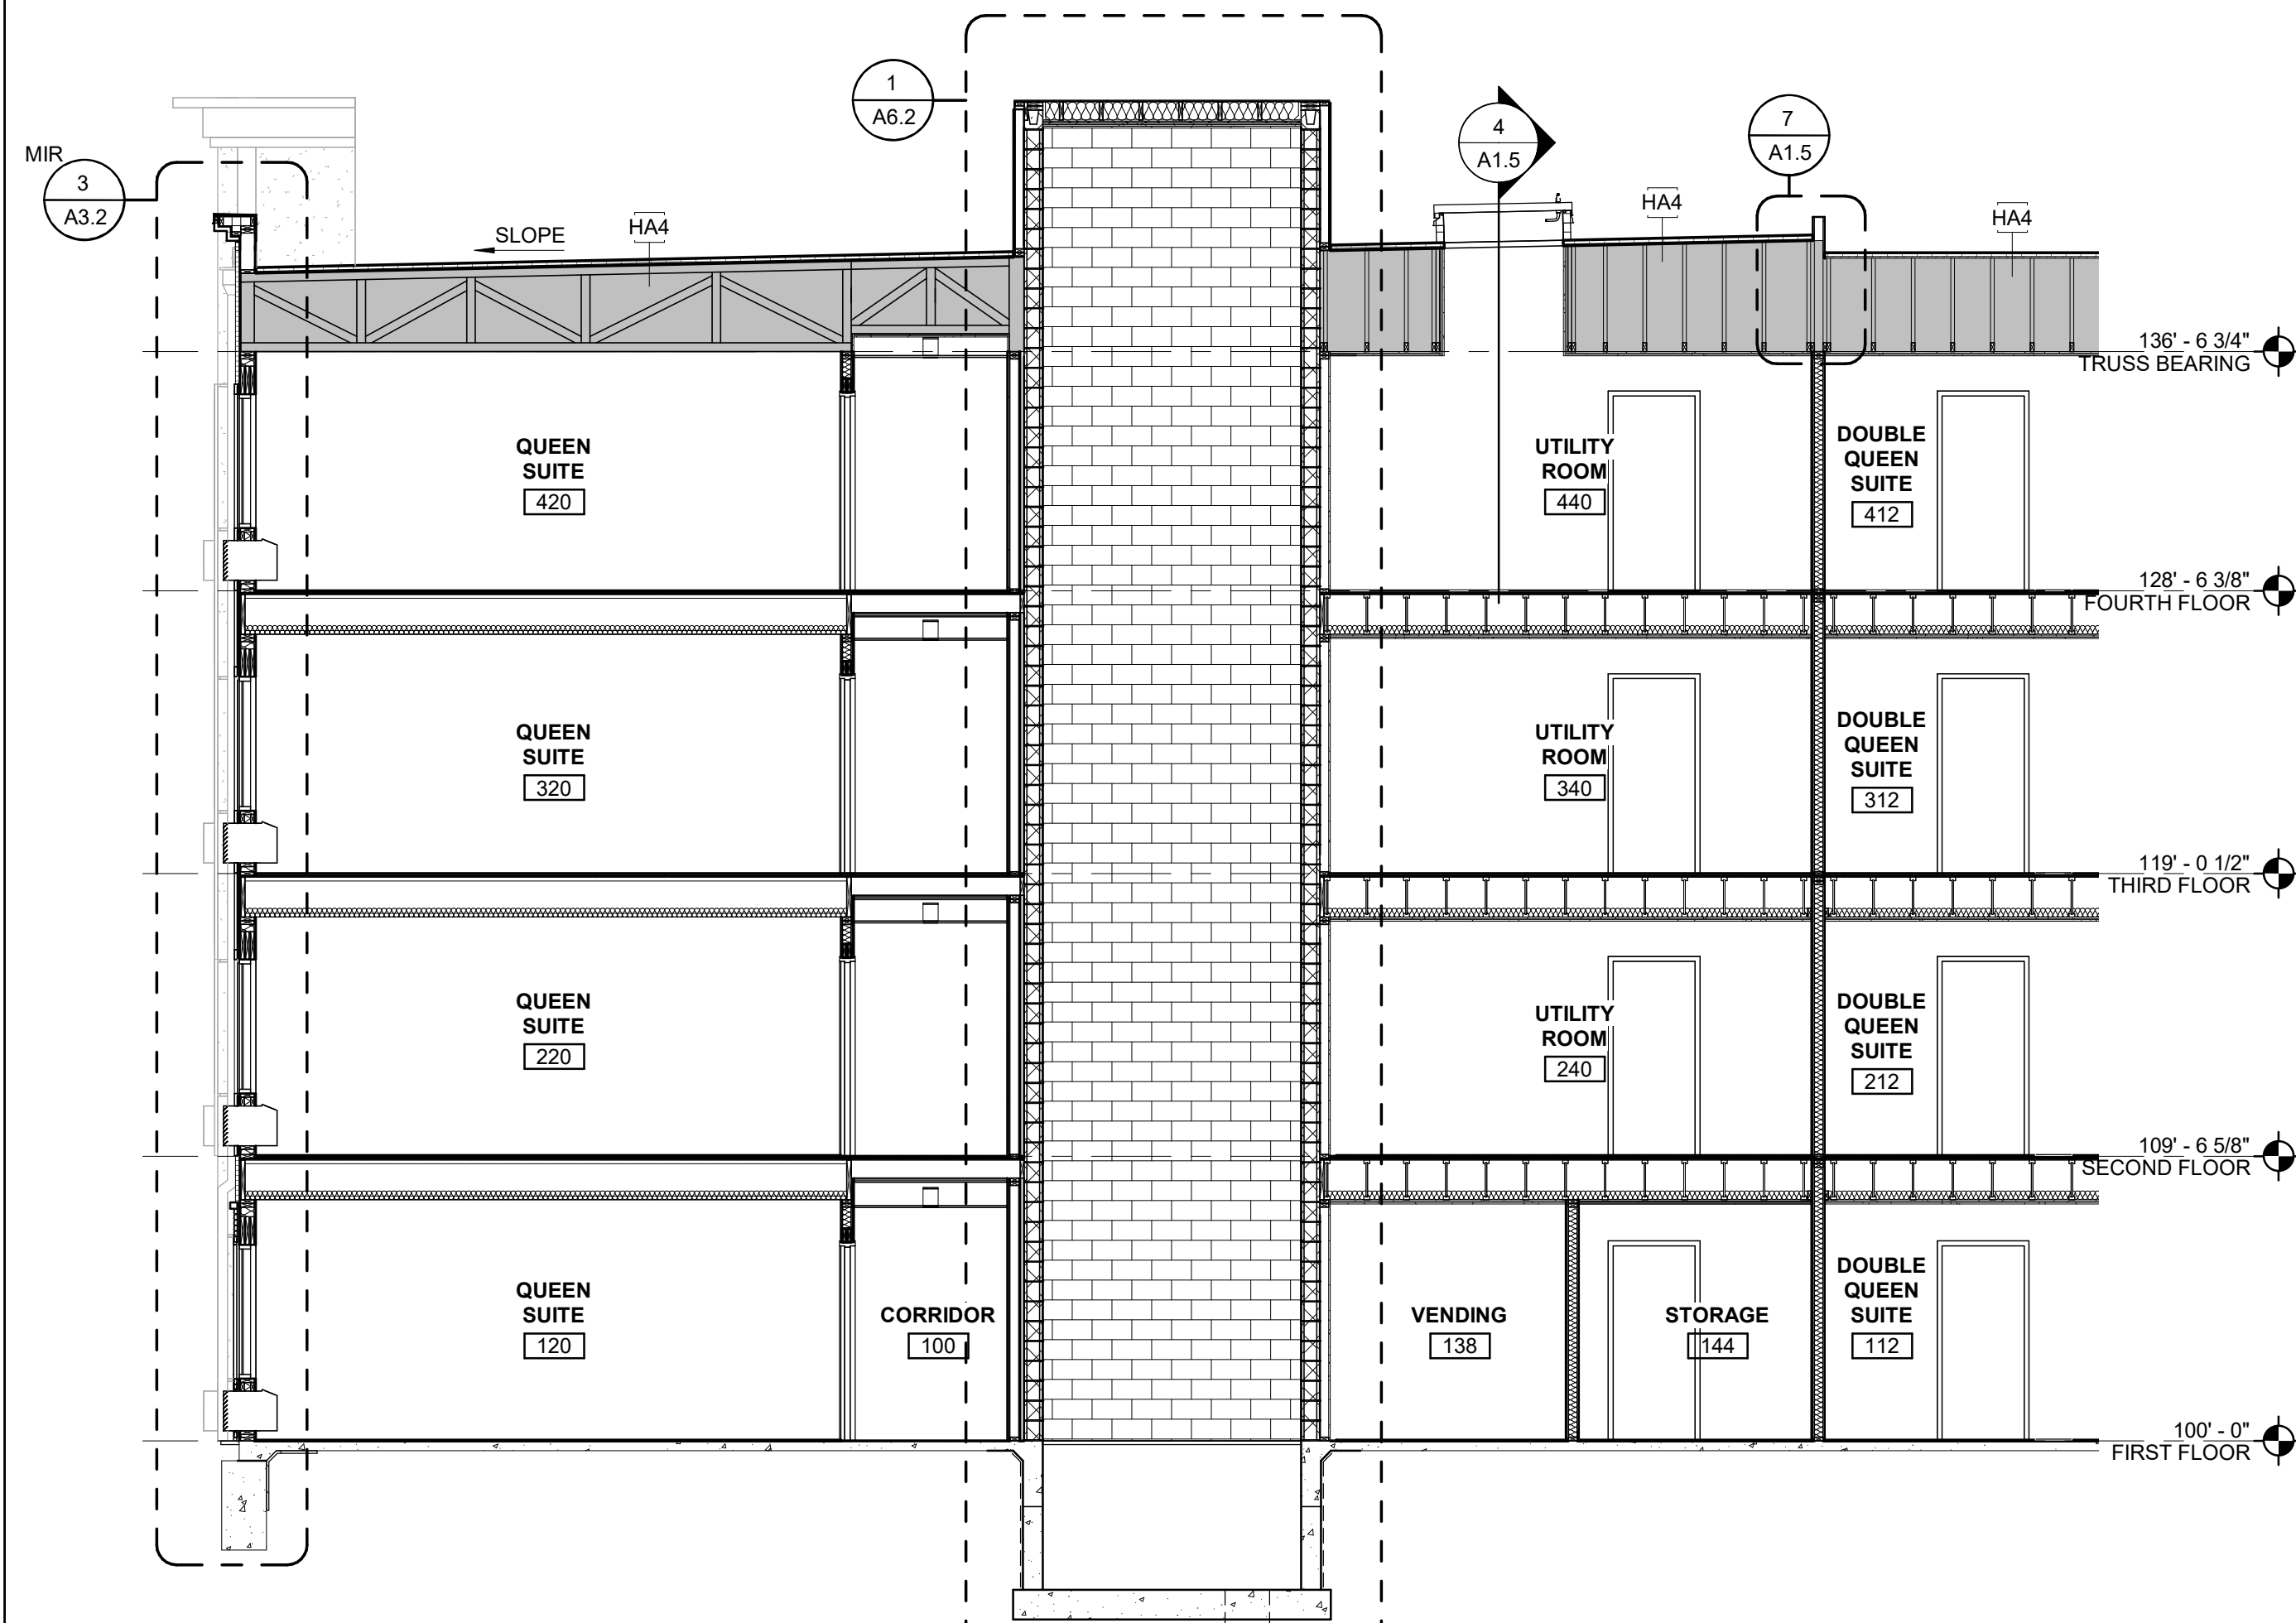 1
A6.2
4
A1.5
7
A1.5
MIR
3
A3.2
SLOPE
HA4
HA4
HA4
136' - 6 3/4"
TRUSS BEARING
QUEEN
SUITE
420
UTILITY
ROOM
440
DOUBLE
QUEEN
SUITE
412
128' - 6 3/8"
FOURTH FLOOR
QUEEN
SUITE
320
UTILITY
ROOM
340
DOUBLE
QUEEN
SUITE
312
119' - 0 1/2"
THIRD FLOOR
QUEEN
SUITE
220
UTILITY
ROOM
240
DOUBLE
QUEEN
SUITE
212
109' - 6 5/8"
SECOND FLOOR
QUEEN
SUITE
120
CORRIDOR
100
VENDING
138
STORAGE
144
DOUBLE
QUEEN
SUITE
112
100' - 0"
FIRST FLOOR